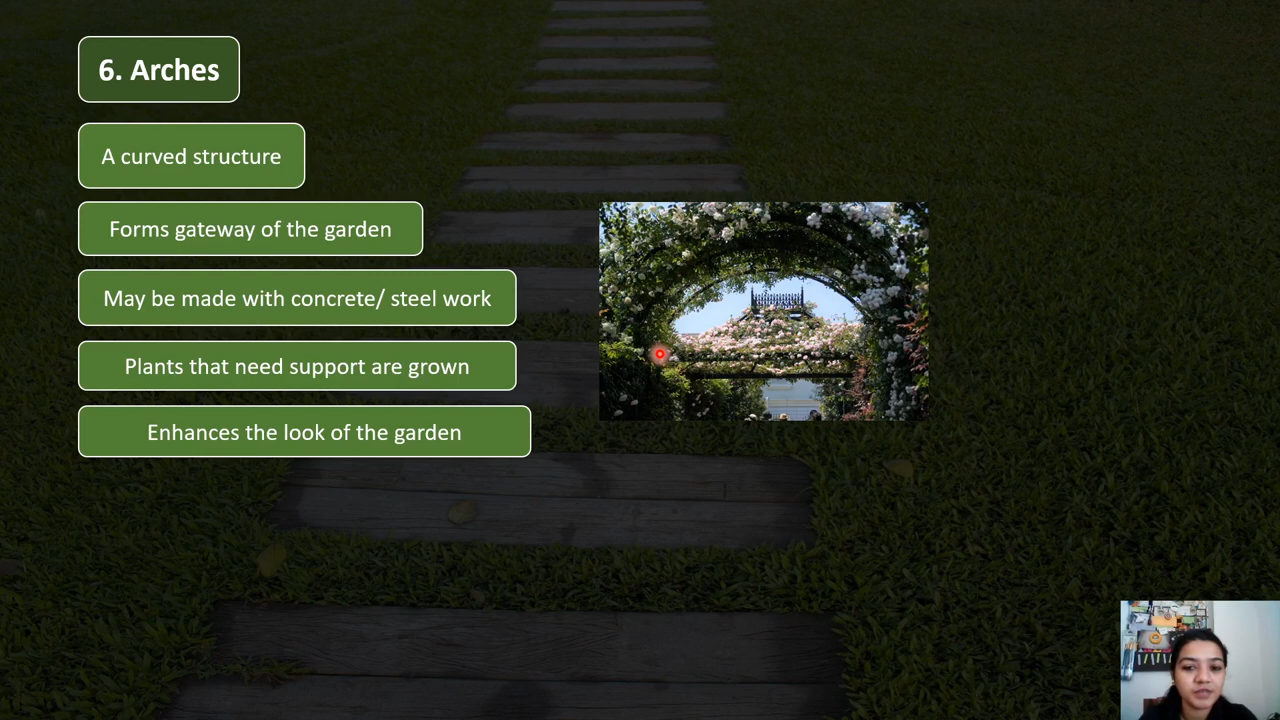 6. Arches
A curved structure
Forms gateway of the garden
May be made with concrete/ steel work
Plants that need support are grown
Enhances the look of the garden